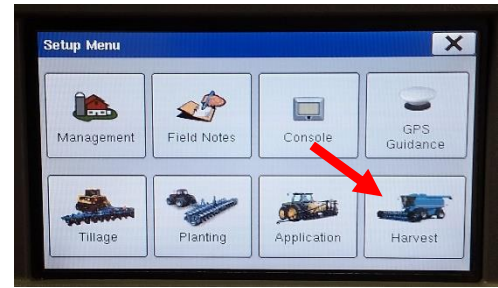 Setup Menu
Management
Field Notes
Console
GPS
Guidance
Tillage
Planting
Application
Harvest